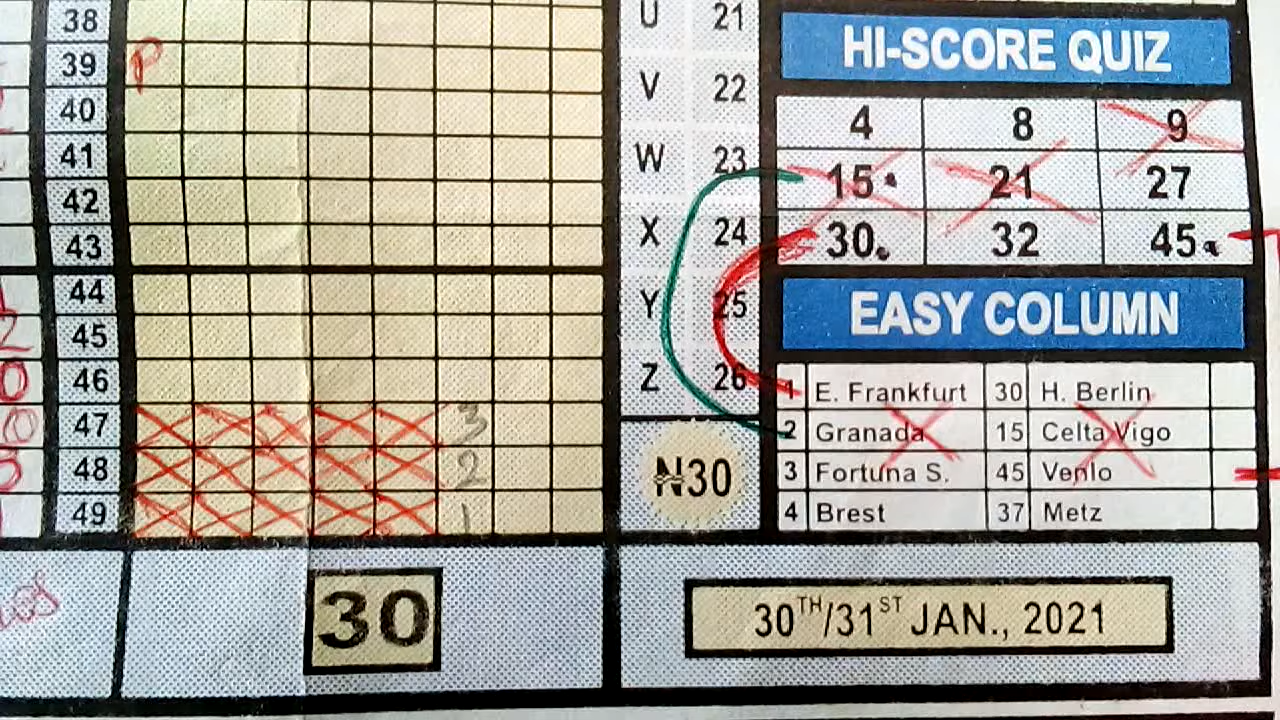 38
39 P
40
41
42
43
44
45
46
47 3
48 2
49 1
30
U 21
V 22
W 23
X 24
Y 25
Z 26
₦30
HI-SCORE QUIZ
4 8 9
15 21 27
30 32 45
EASY COLUMN
1 E. Frankfurt 30 H. Berlin
2 Granada 15 Celta Vigo
3 Fortuna S. 45 Venlo
4 Brest 37 Metz
30TH/31ST JAN., 2021